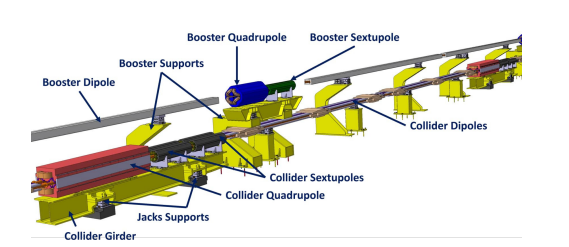 Booster Quadrupole
Booster Sextupole
Booster Supports
Booster Dipole
Collider Dipoles
Collider Sextupoles
Collider Quadrupole
Jacks Supports
Collider Girder